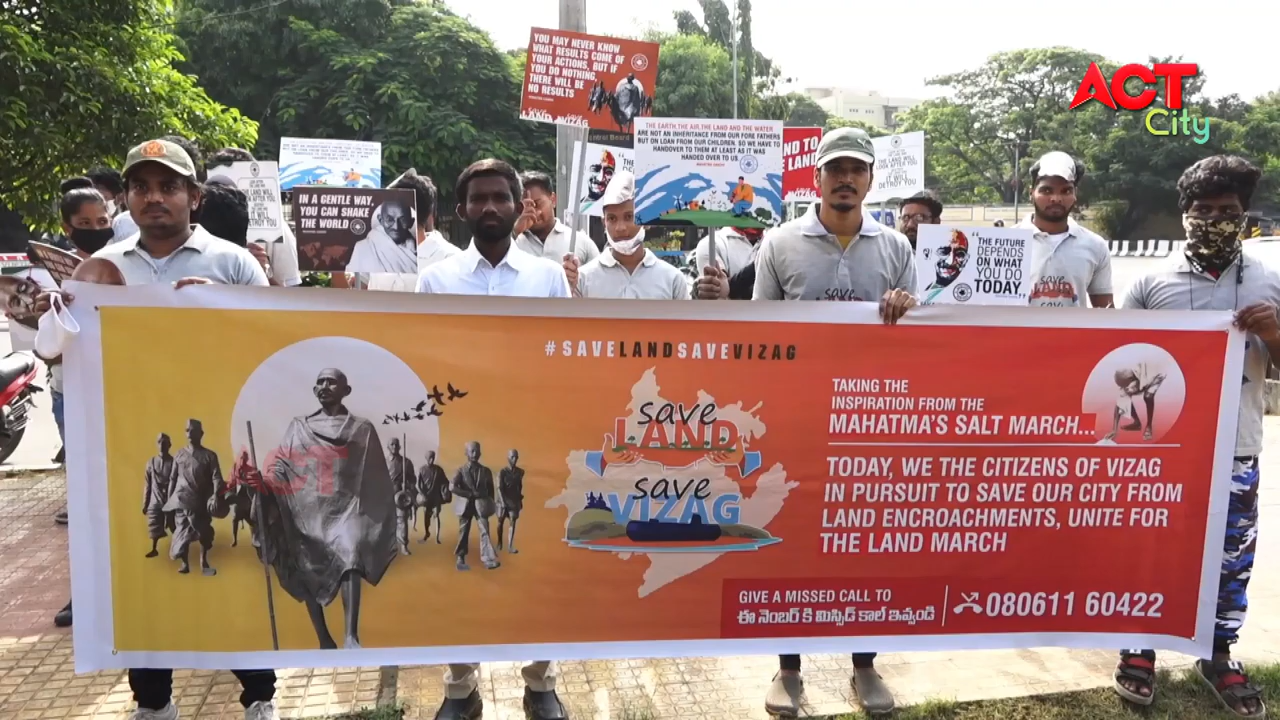 ACT
City
YOU MAY NEVER KNOW
WHAT RESULTS COME OF
YOUR ACTIONS, BUT IF
YOU DO NOTHING,
THERE WILL BE
NO RESULTS
THE EARTH, THE AIR, THE LAND AND THE WATER
ARE NOT AN INHERITANCE FROM OUR FORE FATHERS
BUT ON LOAN FROM OUR CHILDREN. SO WE HAVE TO
HANDOVER TO THEM AT LEAST AS IT WAS
HANDED OVER TO US.
IN A GENTLE WAY,
YOU CAN SHAKE
THE WORLD
"THE FUTURE
DEPENDS
ON WHAT
YOU DO
TODAY."
#SAVELANDSAVEVIZAG
save
LAND
save
VIZAG
ACT
TAKING THE
INSPIRATION FROM THE
MAHATMA'S SALT MARCH...
TODAY, WE THE CITIZENS OF VIZAG
IN PURSUIT TO SAVE OUR CITY FROM
LAND ENCROACHMENTS, UNITE FOR
THE LAND MARCH
GIVE A MISSED CALL TO
ఈ నెంబర్ కి మిస్సిడ్ కాల్ ఇవ్వండి
080611 60422